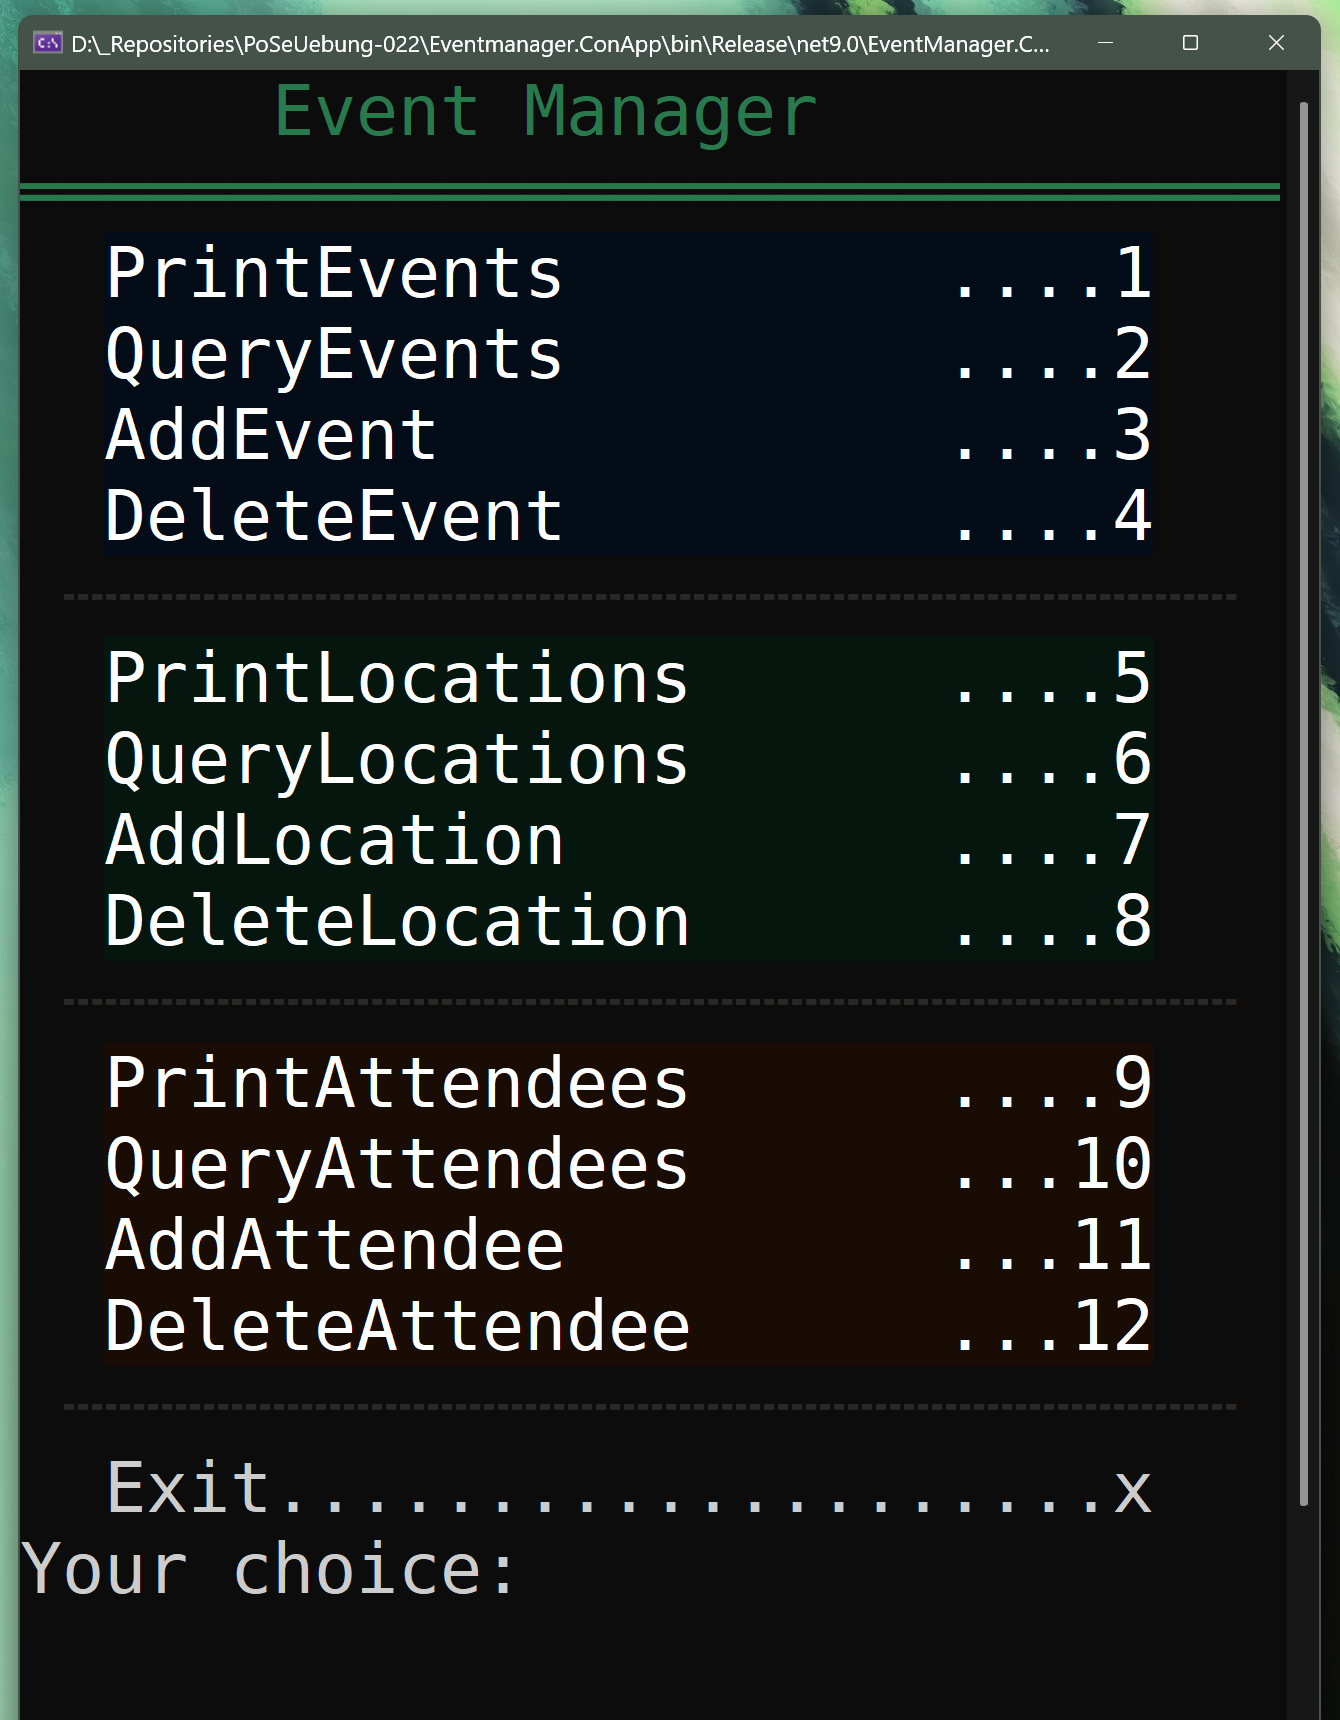 D:\_Repositories\PoSeUebung-022\Eventmanager.ConApp\bin\Release\net9.0\EventManager.C...
Event Manager
PrintEvents ....1
QueryEvents ....2
AddEvent ....3
DeleteEvent ....4
PrintLocations ....5
QueryLocations ....6
AddLocation ....7
DeleteLocation ....8
PrintAttendees ....9
QueryAttendees ...10
AddAttendee ...11
DeleteAttendee ...12
Exit....................x
Your choice: